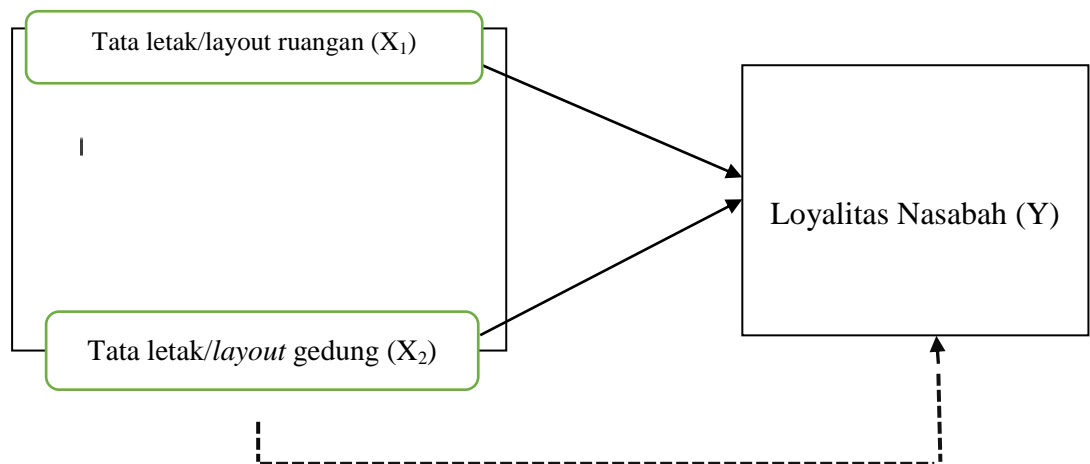 Tata letak/layout ruangan (X₁)
Loyalitas Nasabah (Y)
Tata letak/layout gedung (X₂)